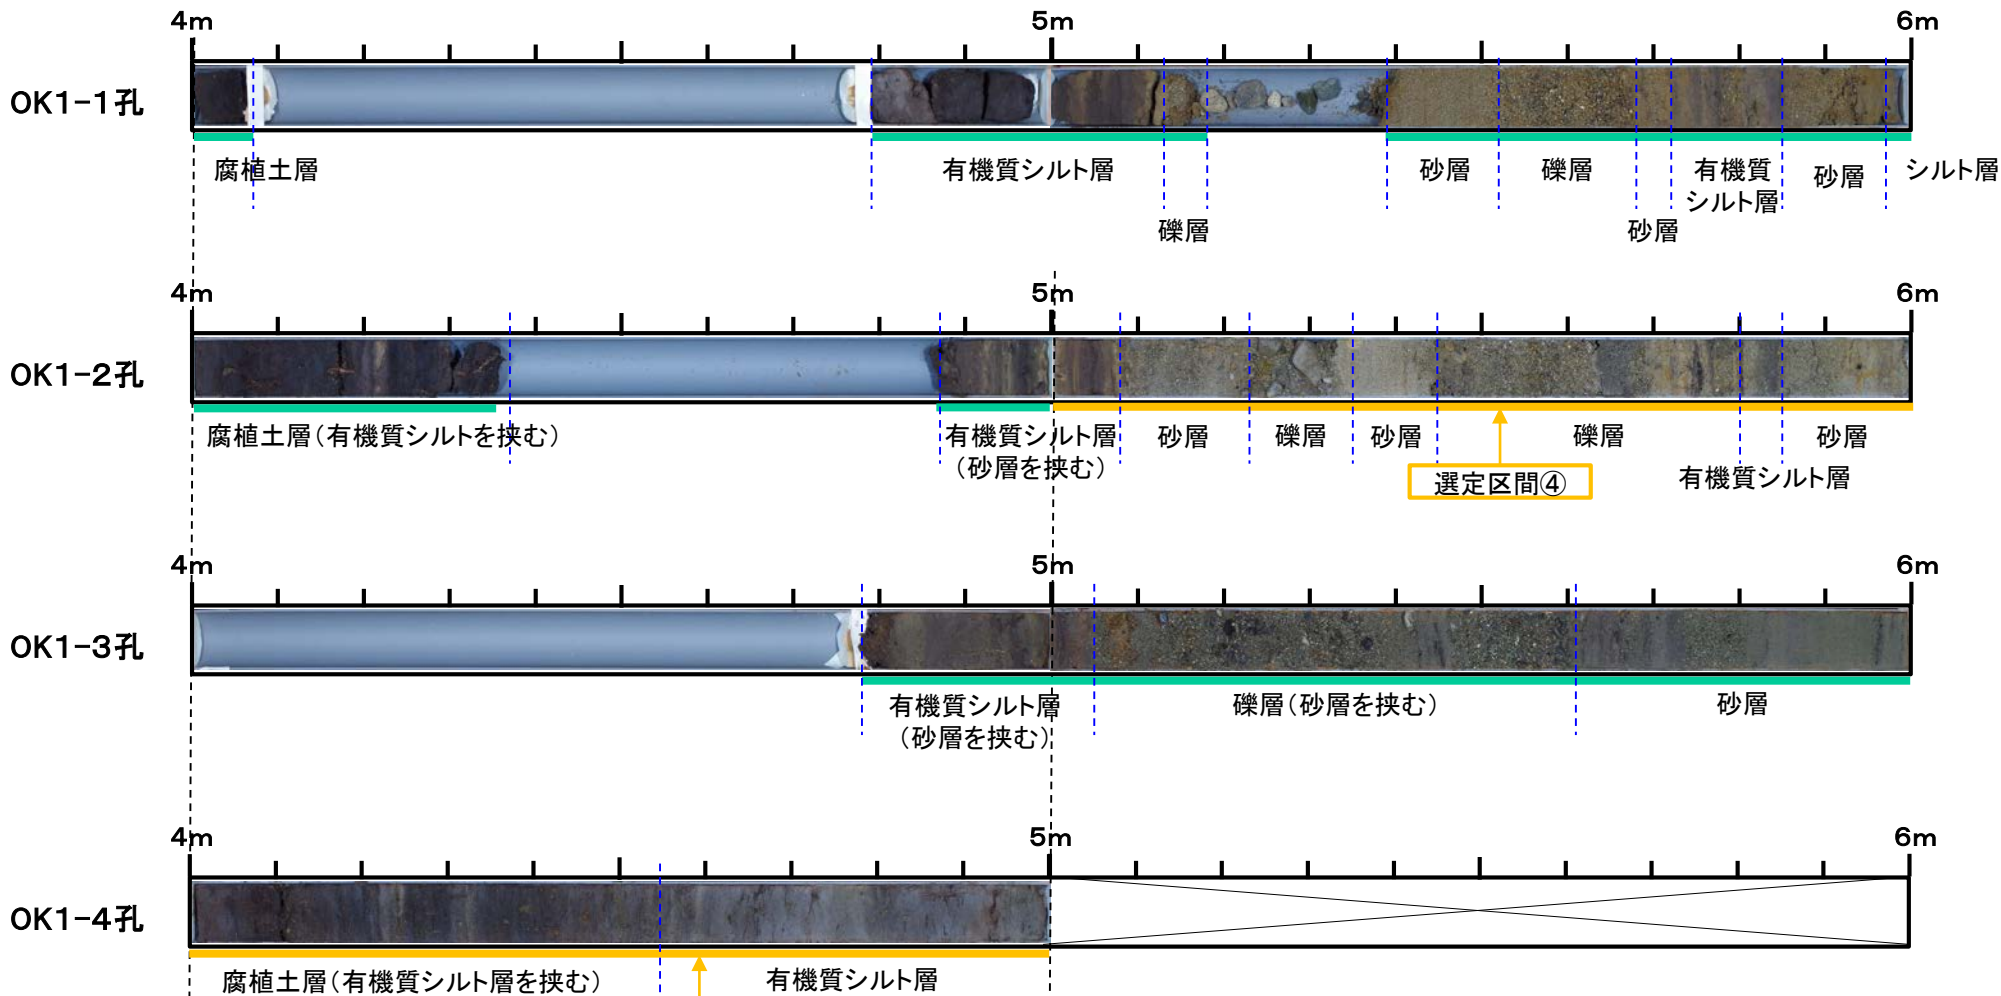 4m 5m 6m
OK1-1孔
腐植土層 有機質シルト層 砂層 礫層 有機質 砂層 シルト層
シルト層
礫層 砂層
4m 5m 6m
OK1-2孔
腐植土層(有機質シルトを挟む) 有機質シルト層 砂層 礫層 砂層 礫層 砂層
(砂層を挟む) 選定区間④ 有機質シルト層
4m 5m 6m
OK1-3孔
有機質シルト層 礫層(砂層を挟む) 砂層
(砂層を挟む)
4m 5m 6m
OK1-4孔
腐植土層(有機質シルト層を挟む) 有機質シルト層